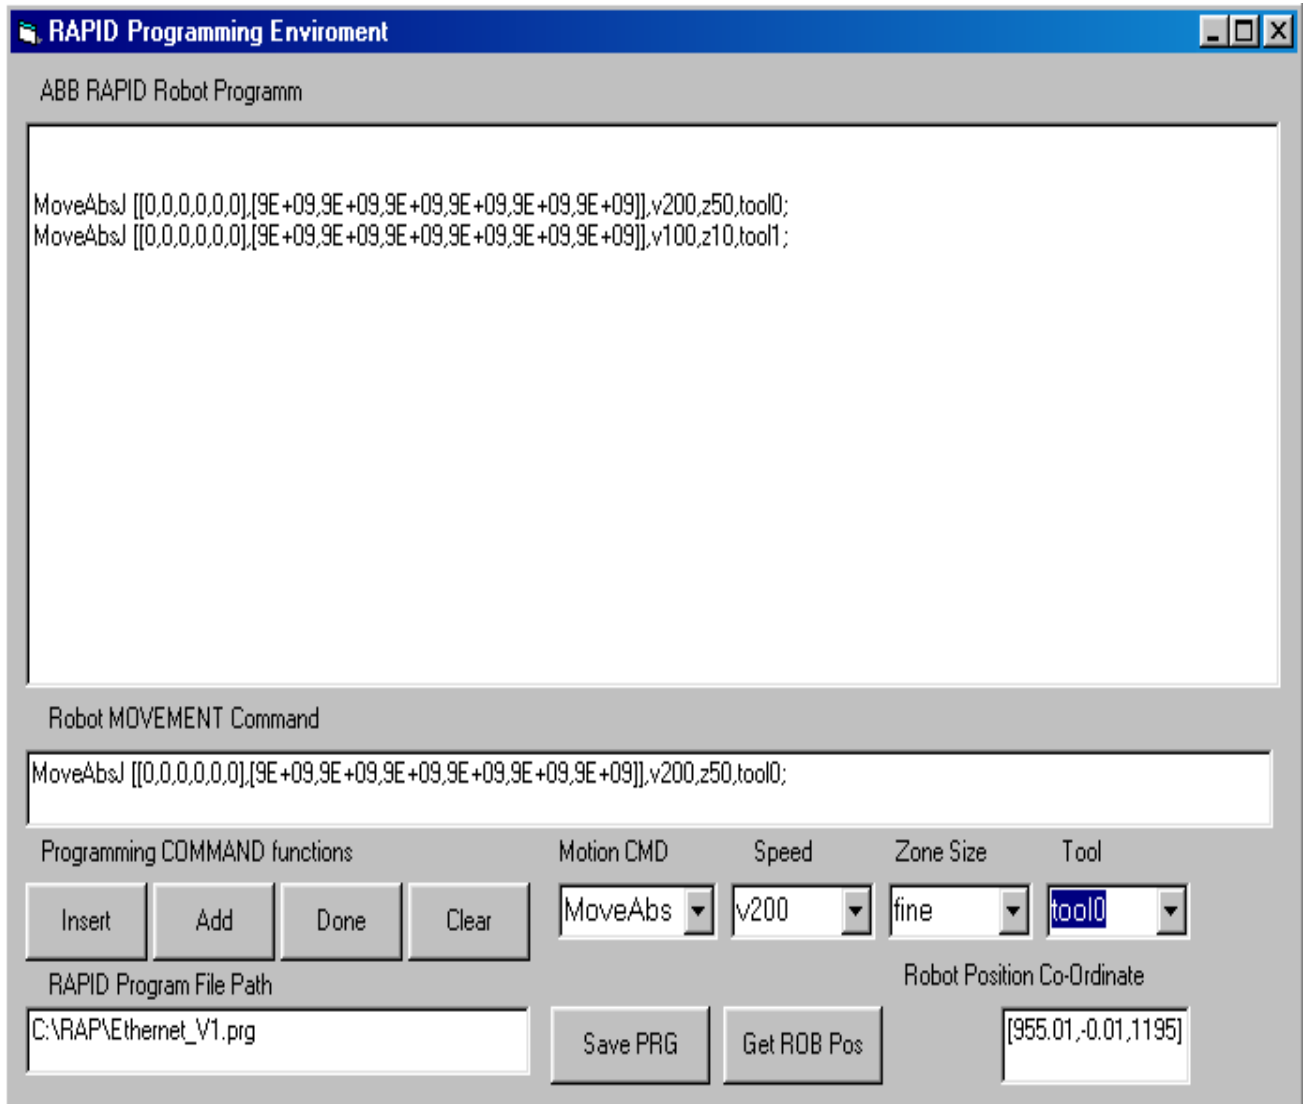 RAPID Programming Enviroment
ABB RAPID Robot Programm
MoveAbsJ [[0,0,0,0,0,0],[9E+09,9E+09,9E+09,9E+09,9E+09,9E+09]],v200,z50,tool0;
MoveAbsJ [[0,0,0,0,0,0],[9E+09,9E+09,9E+09,9E+09,9E+09,9E+09]],v100,z10,tool1;
Robot MOVEMENT Command
MoveAbsJ [[0,0,0,0,0,0],[9E+09,9E+09,9E+09,9E+09,9E+09,9E+09]],v200,z50,tool0;
Programming COMMAND functions
Motion CMD Speed Zone Size Tool
Insert Add Done Clear
MoveAbs v200 fine tool0
RAPID Program File Path
Robot Position Co-Ordinate
C:\RAP\Ethernet_V1.prg
Save PRG Get ROB Pos
[955.01,-0.01,1195]